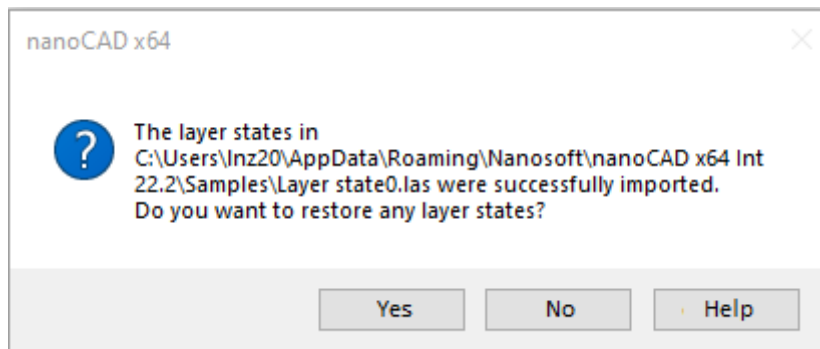 nanoCAD x64
The layer states in
C:\Users\Inz20\AppData\Roaming\Nanosoft\nanoCAD x64 Int
22.2\Samples\Layer state0.las were successfully imported.
Do you want to restore any layer states?
Yes No Help